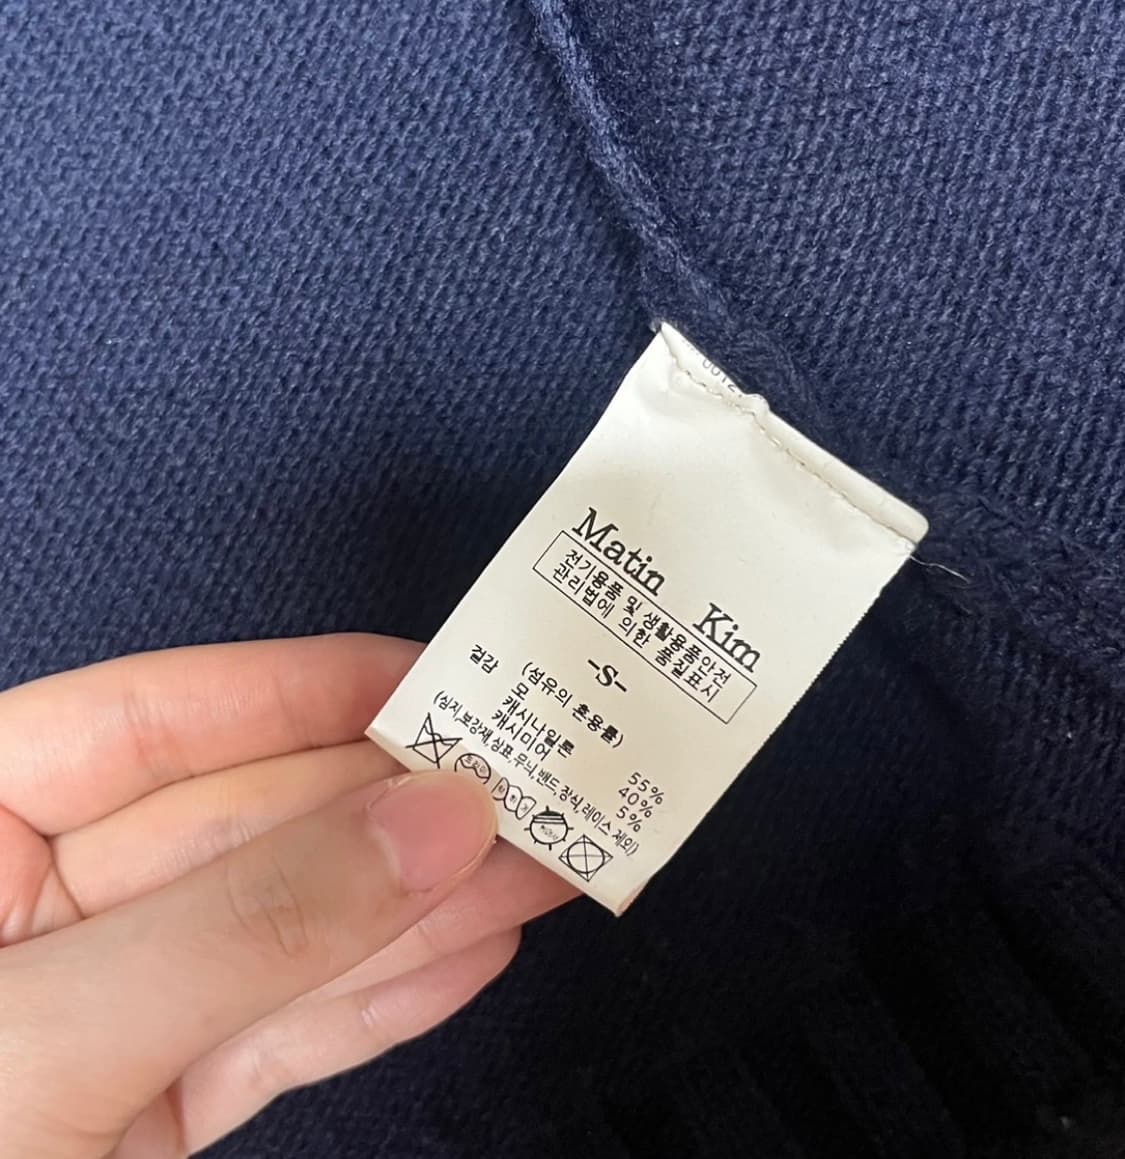 0012
Matin Kim
전기용품 및 생활용품안전
관리법에 의한 품질표시
-S-
겉감 (섬유의 혼용률)
모 55%
캐시나일론 40%
캐시미어 5%
(심지,보강재,상표,무늬,밴드,장식,레이스 제외)